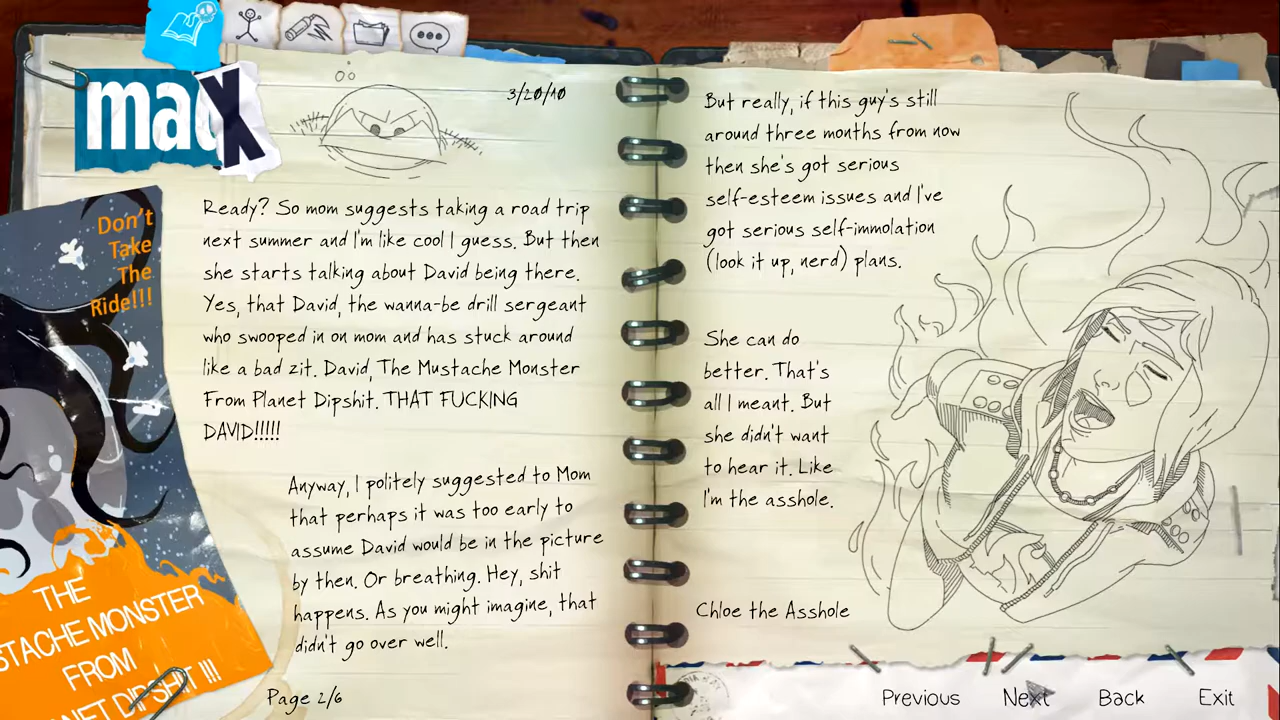 maX
3/20/10
Don't
Take
The
Ride!!!
Ready? So mom suggests taking a road trip
next summer and I'm like cool I guess. But then
she starts talking about David being there.
Yes, that David, the wanna-be drill sergeant
who swooped in on mom and has stuck around
like a bad zit. David, The Mustache Monster
From Planet Dipshit. THAT FUCKING
DAVID!!!!!
Anyway, I politely suggested to Mom
that perhaps it was too early to
assume David would be in the picture
by then. Or breathing. Hey, shit
happens. As you might imagine, that
didn't go over well.
THE
STACHE MONSTER
FROM
ANET DIPSHIT !!!
Page 2/6
But really, if this guy's still
around three months from now
then she's got serious
self-esteem issues and I've
got serious self-immolation
(look it up, nerd) plans.
She can do
better. That's
all I meant. But
she didn't want
to hear it. Like
I'm the asshole.
Chloe the Asshole
Previous
Next
Back
Exit